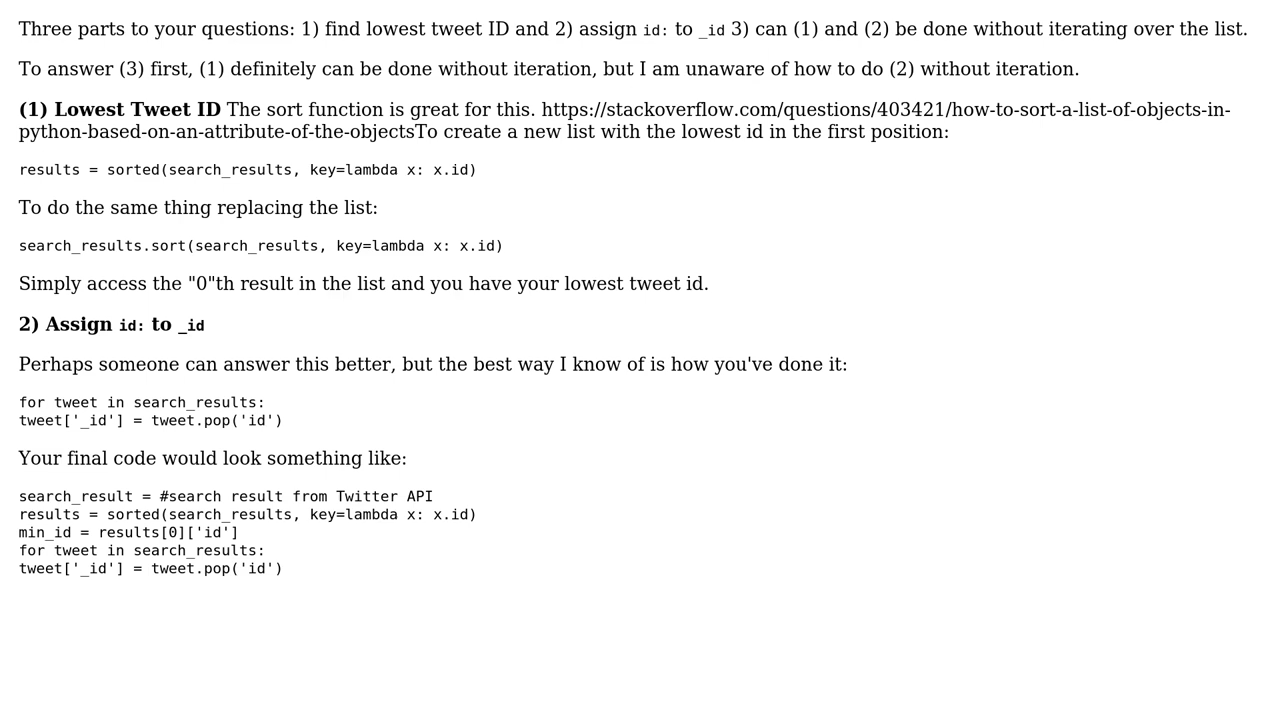 Three parts to your questions: 1) find lowest tweet ID and 2) assign id: to _id 3) can (1) and (2) be done without iterating over the list.
To answer (3) first, (1) definitely can be done without iteration, but I am unaware of how to do (2) without iteration.
(1) Lowest Tweet ID The sort function is great for this. https://stackoverflow.com/questions/403421/how-to-sort-a-list-of-objects-in-
python-based-on-an-attribute-of-the-objectsTo create a new list with the lowest id in the first position:
results = sorted(search_results, key=lambda x: x.id)
To do the same thing replacing the list:
search_results.sort(search_results, key=lambda x: x.id)
Simply access the "0"th result in the list and you have your lowest tweet id.
2) Assign id: to _id
Perhaps someone can answer this better, but the best way I know of is how you've done it:
for tweet in search_results:
tweet['_id'] = tweet.pop('id')
Your final code would look something like:
search_result = #search result from Twitter API
results = sorted(search_results, key=lambda x: x.id)
min_id = results[0]['id']
for tweet in search_results:
tweet['_id'] = tweet.pop('id')